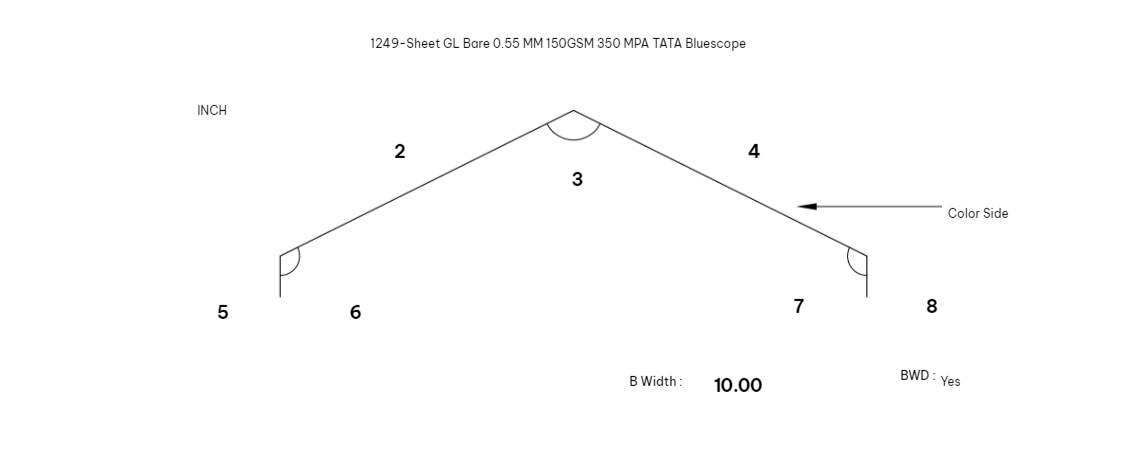 1249-Sheet GL Bare 0.55 MM 150GSM 350 MPA TATA Bluescope
INCH
2
4
3
Color Side
5
6
7
8
B Width :
10.00
BWD :
Yes